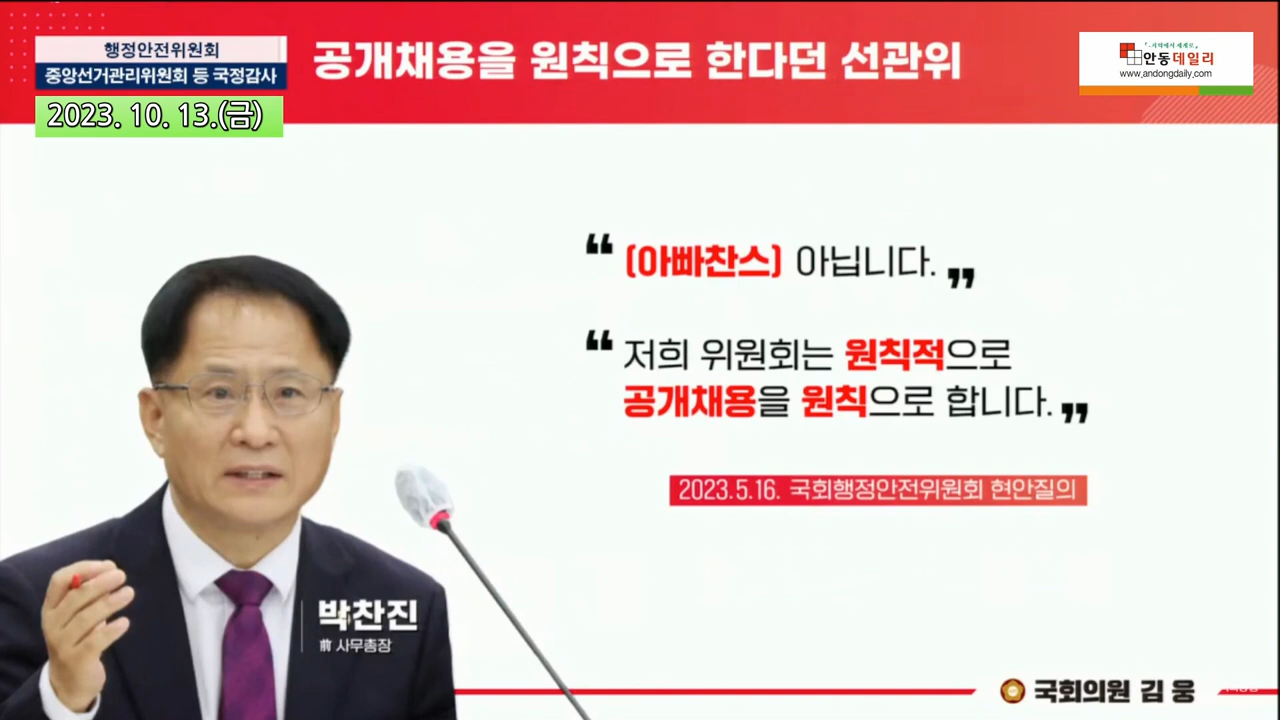 행정안전위원회
중앙선거관리위원회 등 국정감사
2023. 10. 13.(금)
공개채용을 원칙으로 한다던 선관위
안동데일리
www.andongdaily.com
“ (아빠찬스) 아닙니다. ”
“ 저희 위원회는 원칙적으로
공개채용을 원칙으로 합니다. ”
2023.5.16. 국회행정안전위원회 현안질의
박찬진
前 사무총장
국회의원 김 웅